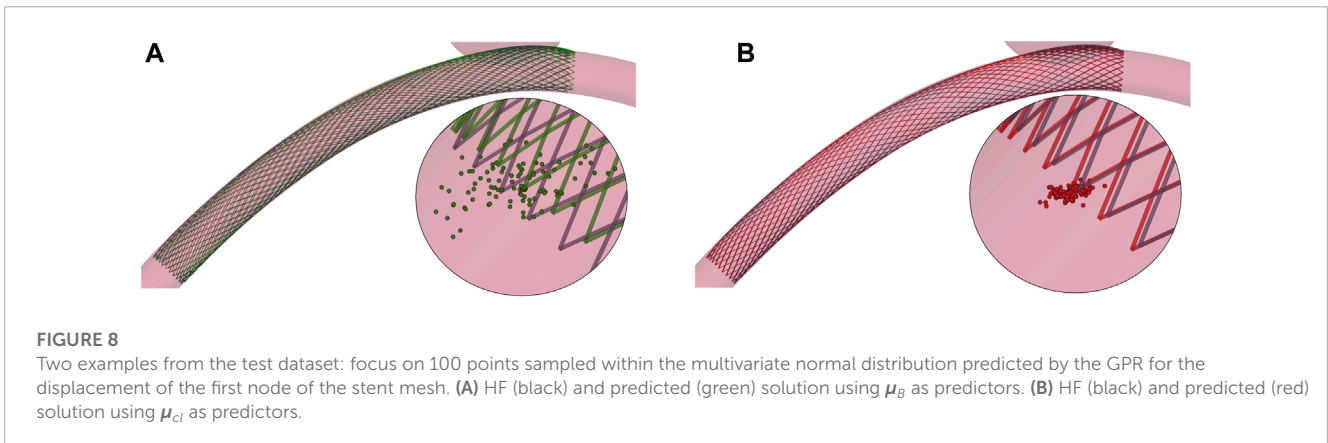 A
B
FIGURE 8
Two examples from the test dataset: focus on 100 points sampled within the multivariate normal distribution predicted by the GPR for the
displacement of the first node of the stent mesh. (A) HF (black) and predicted (green) solution using μB as predictors. (B) HF (black) and predicted (red)
solution using μcl as predictors.